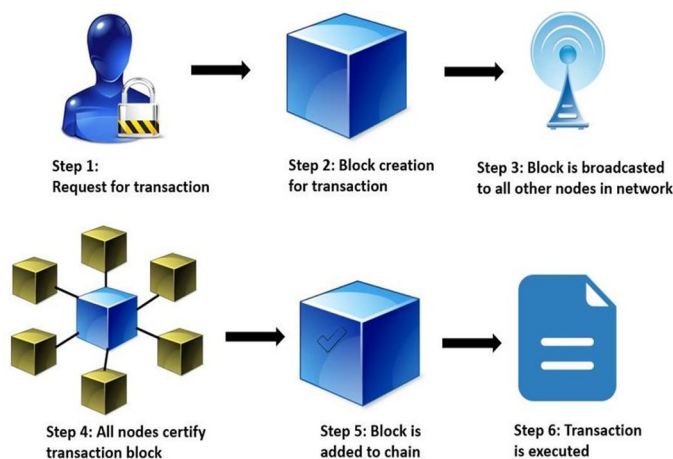 Step 1:
Request for transaction
Step 2: Block creation
for transaction
Step 3: Block is broadcasted
to all other nodes in network
Step 4: All nodes certify
transaction block
Step 5: Block is
added to chain
Step 6: Transaction
is executed